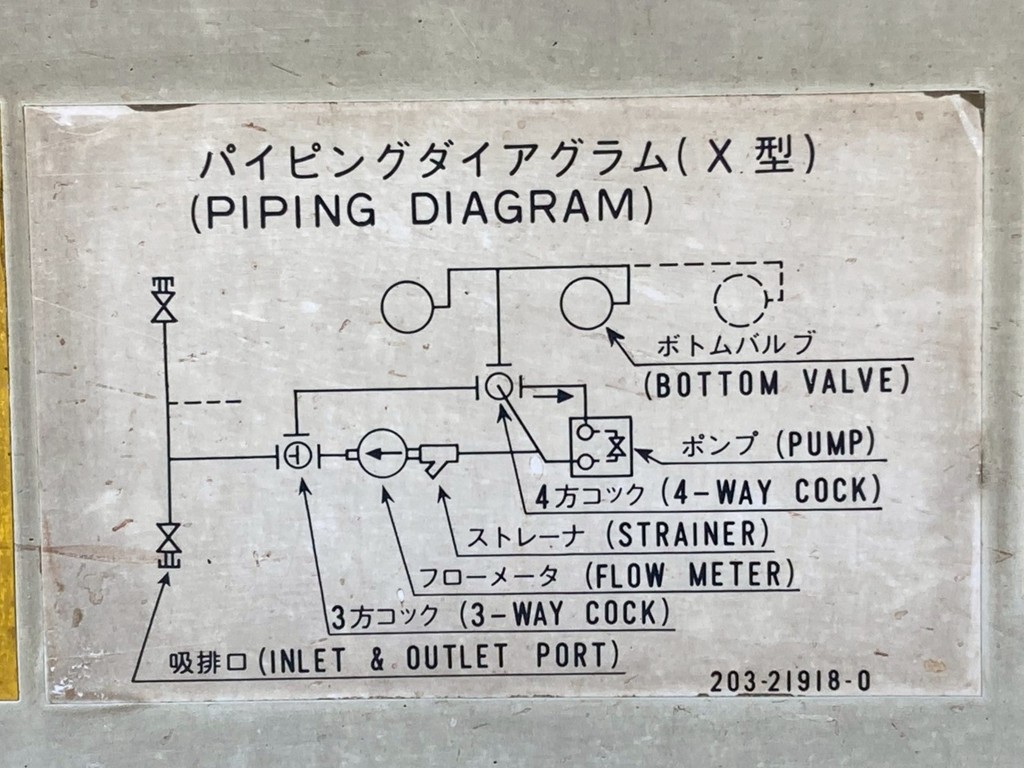 パイピングダイアグラム(X型)
(PIPING DIAGRAM)
ボトムバルブ
(BOTTOM VALVE)
ポンプ (PUMP)
4方コック (4-WAY COCK)
ストレーナ (STRAINER)
フローメータ (FLOW METER)
3方コック (3-WAY COCK)
吸排口 (INLET & OUTLET PORT)
203-21918-0